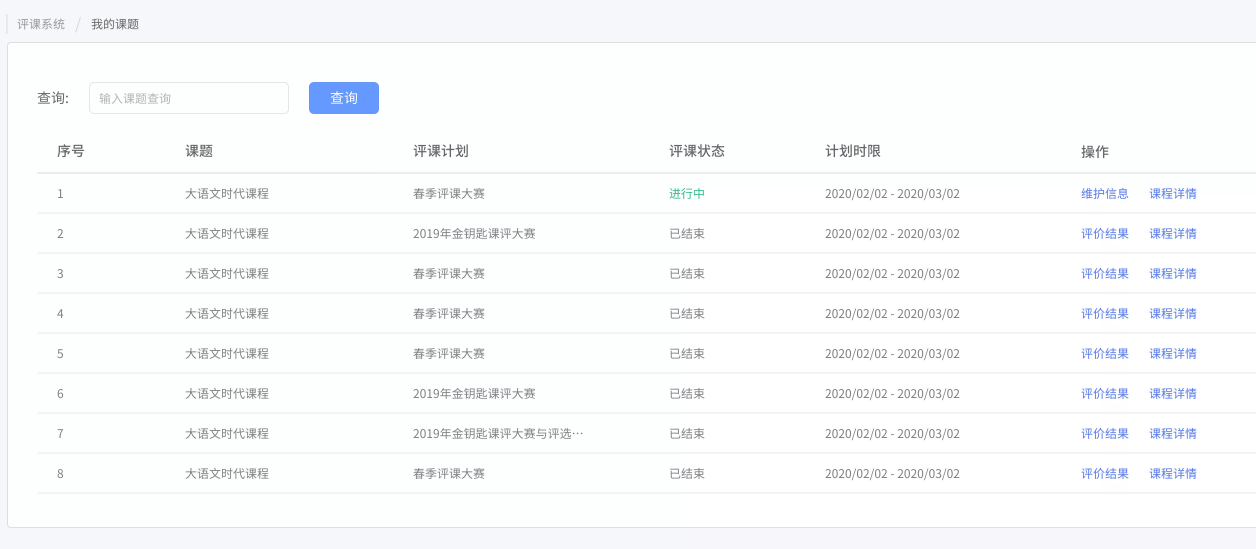 评课系统 / 我的课题
查询: 输入课题查询 查询
序号 课题 评课计划 评课状态 计划时限 操作
1 大语文时代课程 春季评课大赛 进行中 2020/02/02 - 2020/03/02 维护信息 课程详情
2 大语文时代课程 2019年金钥匙课评大赛 已结束 2020/02/02 - 2020/03/02 评价结果 课程详情
3 大语文时代课程 春季评课大赛 已结束 2020/02/02 - 2020/03/02 评价结果 课程详情
4 大语文时代课程 春季评课大赛 已结束 2020/02/02 - 2020/03/02 评价结果 课程详情
5 大语文时代课程 春季评课大赛 已结束 2020/02/02 - 2020/03/02 评价结果 课程详情
6 大语文时代课程 2019年金钥匙课评大赛 已结束 2020/02/02 - 2020/03/02 评价结果 课程详情
7 大语文时代课程 2019年金钥匙课评大赛与评选… 已结束 2020/02/02 - 2020/03/02 评价结果 课程详情
8 大语文时代课程 春季评课大赛 已结束 2020/02/02 - 2020/03/02 评价结果 课程详情